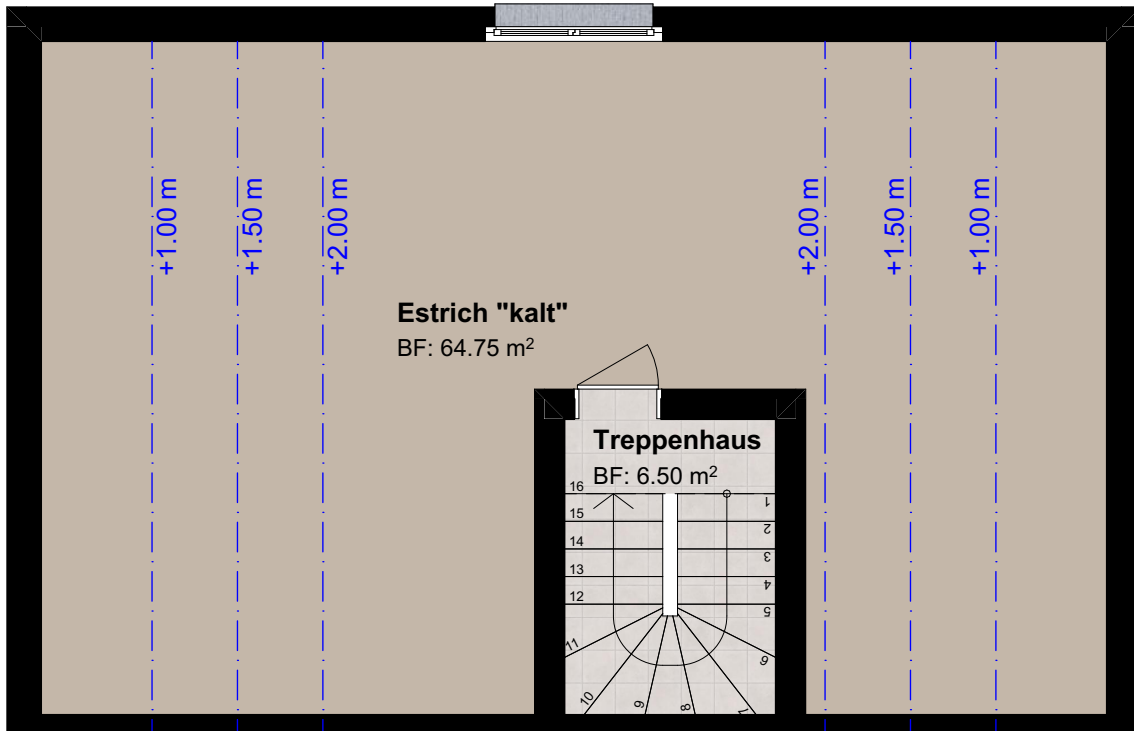 +1.00 m
+1.50 m
+2.00 m
+2.00 m
+1.50 m
+1.00 m
Estrich "kalt"
BF: 64.75 m²
Treppenhaus
BF: 6.50 m²
16
1
15
2
14
3
13
4
12
5
11
6
10
9
8
7